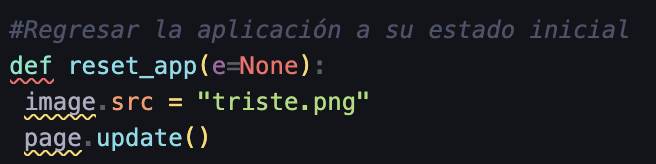 #Regresar la aplicación a su estado inicial
def reset_app(e=None):
 image.src = "triste.png"
 page.update()